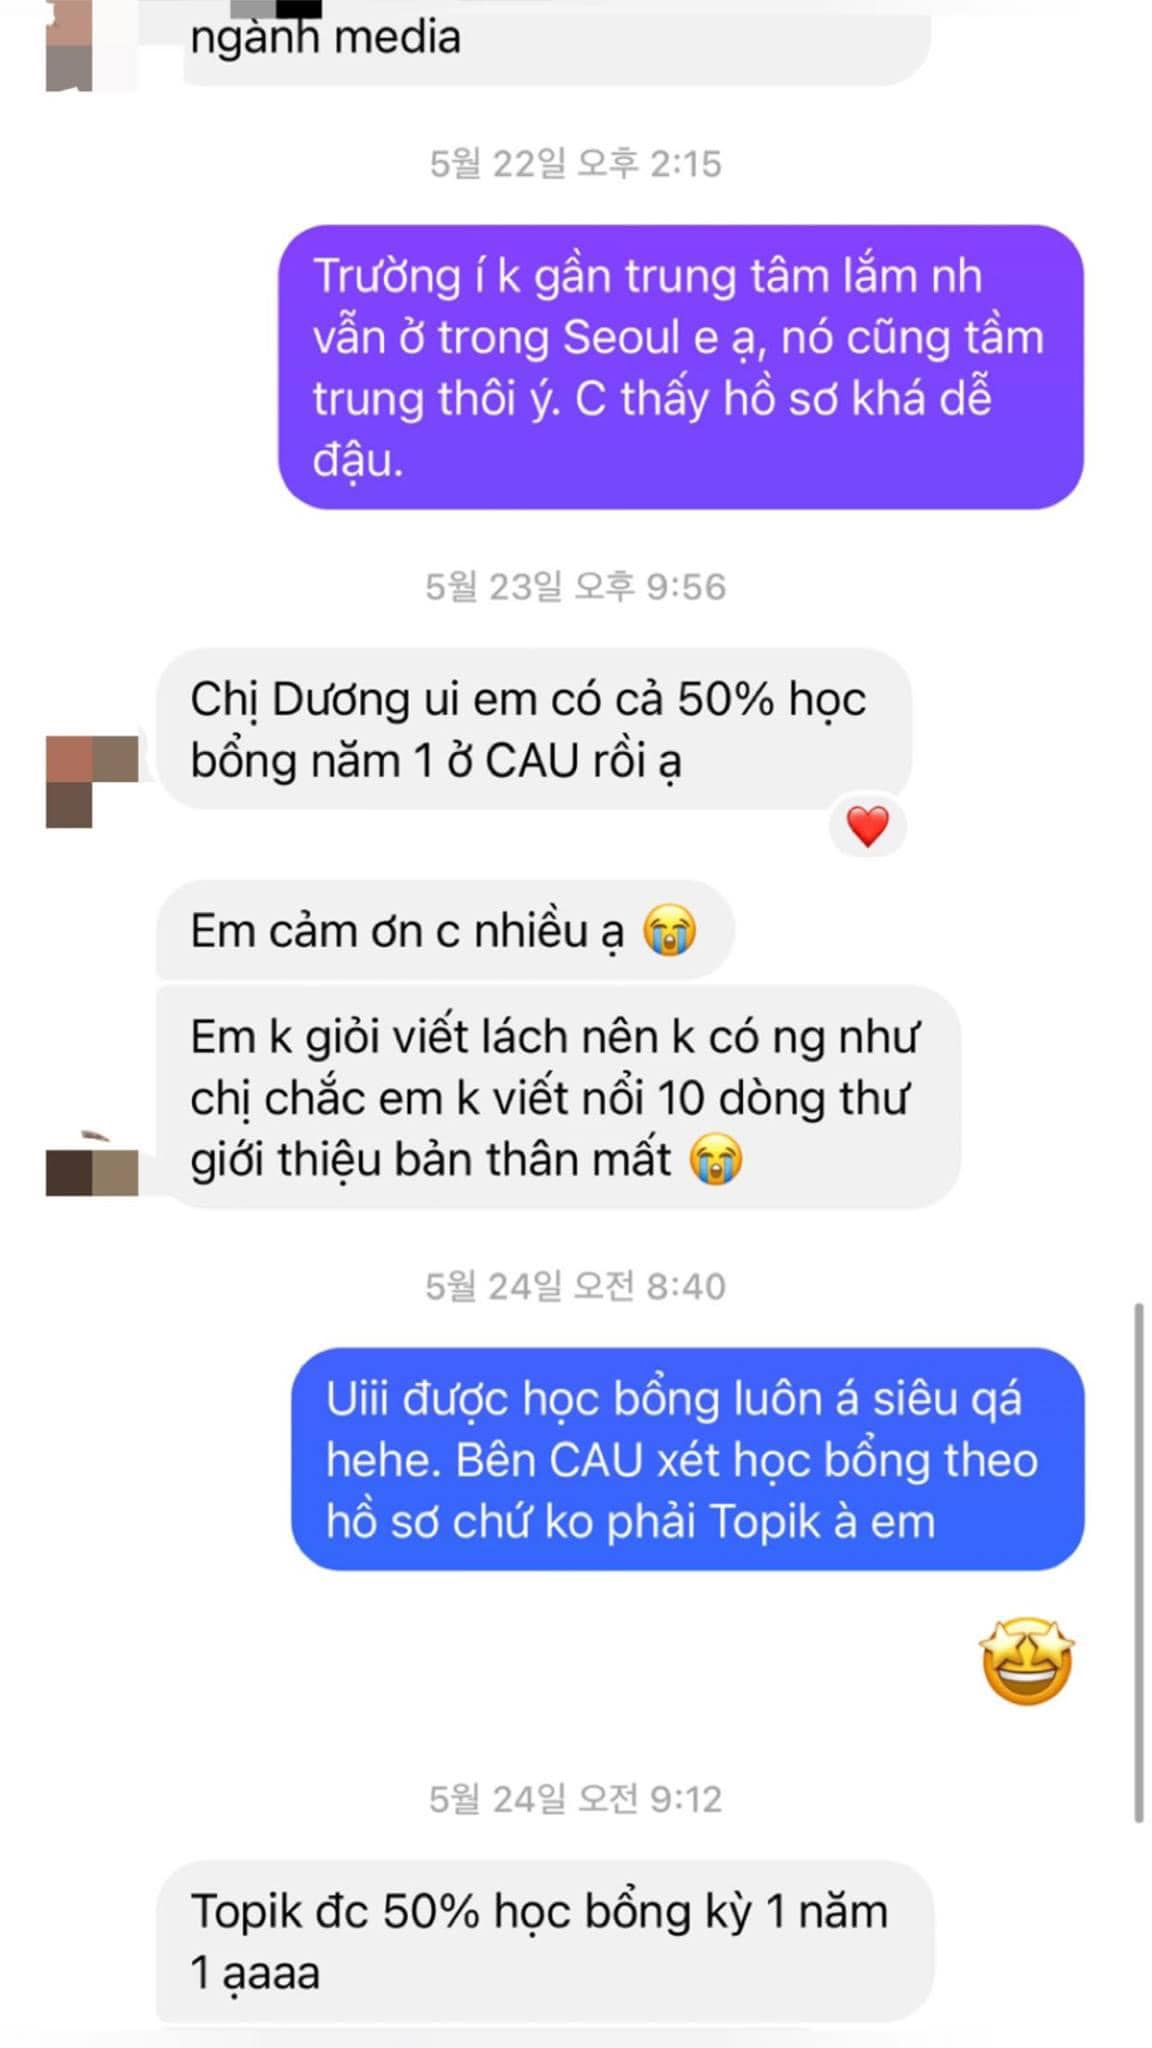 ngành media
5월 22일 오후 2:15
Trường í k gần trung tâm lắm nh
vẫn ở trong Seoul e ạ, nó cũng tầm
trung thôi ý. C thấy hồ sơ khá dễ
đậu.
5월 23일 오후 9:56
Chị Dương ui em có cả 50% học
bổng năm 1 ở CAU rồi ạ
Em cảm ơn c nhiều ạ 😭
Em k giỏi viết lách nên k có ng như
chị chắc em k viết nổi 10 dòng thư
giới thiệu bản thân mất 😭
5월 24일 오전 8:40
Uiii được học bổng luôn á siêu qá
hehe. Bên CAU xét học bổng theo
hồ sơ chứ ko phải Topik à em
5월 24일 오전 9:12
Topik đc 50% học bổng kỳ 1 năm
1 ạaaa